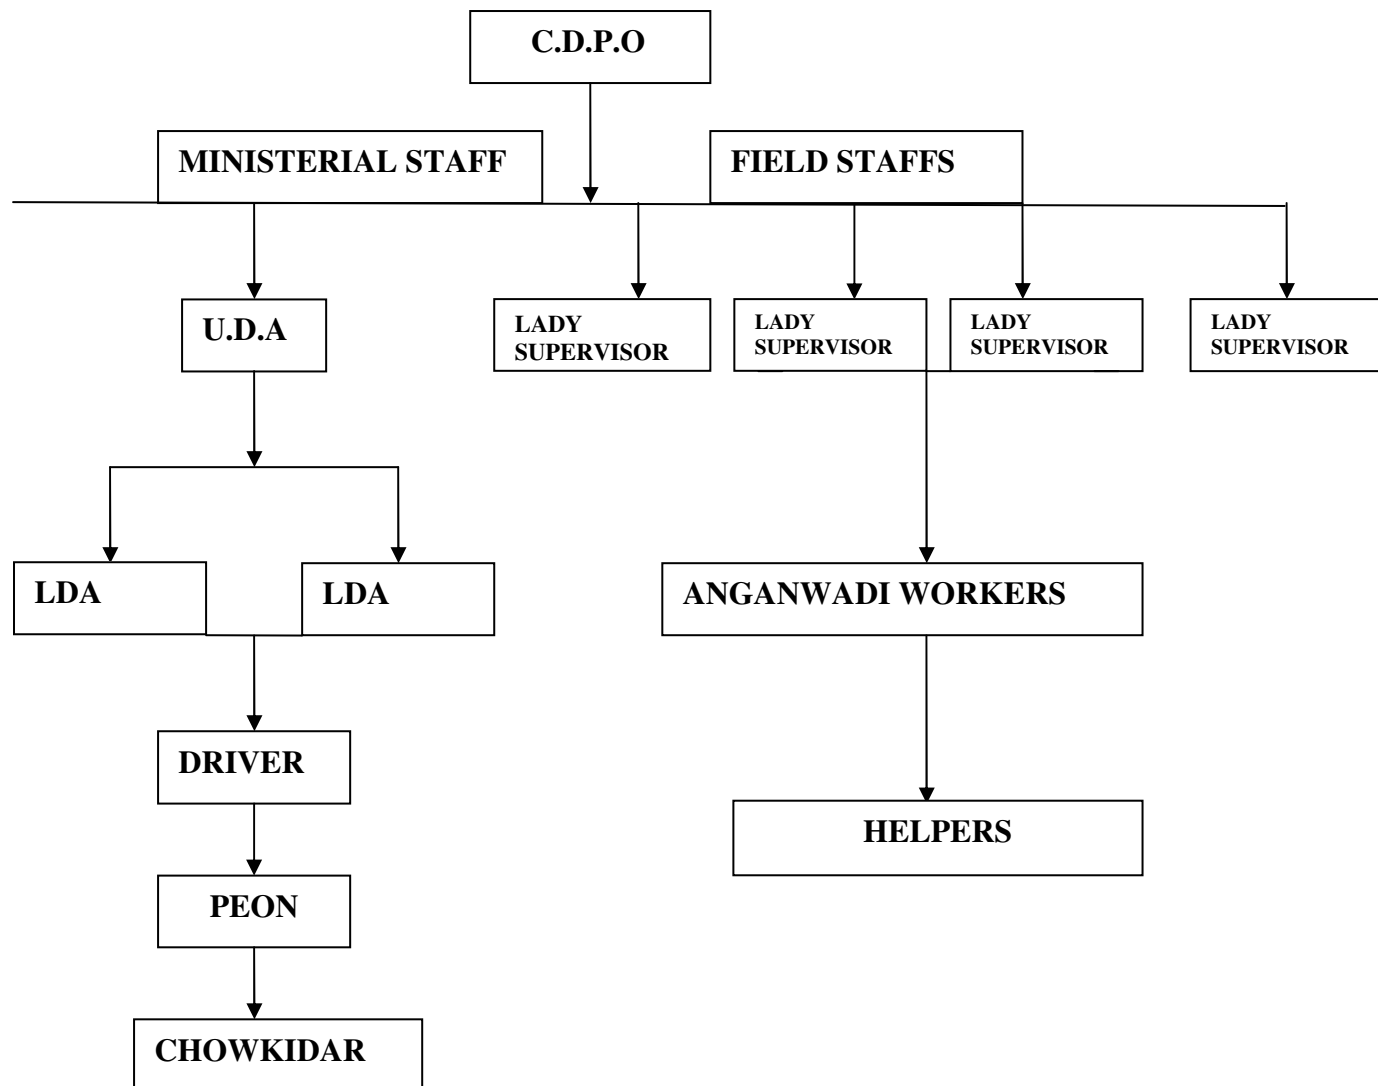 C.D.P.O
MINISTERIAL STAFF
FIELD STAFFS
U.D.A
LADY
SUPERVISOR
LADY
SUPERVISOR
LADY
SUPERVISOR
LADY
SUPERVISOR
LDA
LDA
ANGANWADI WORKERS
DRIVER
HELPERS
PEON
CHOWKIDAR